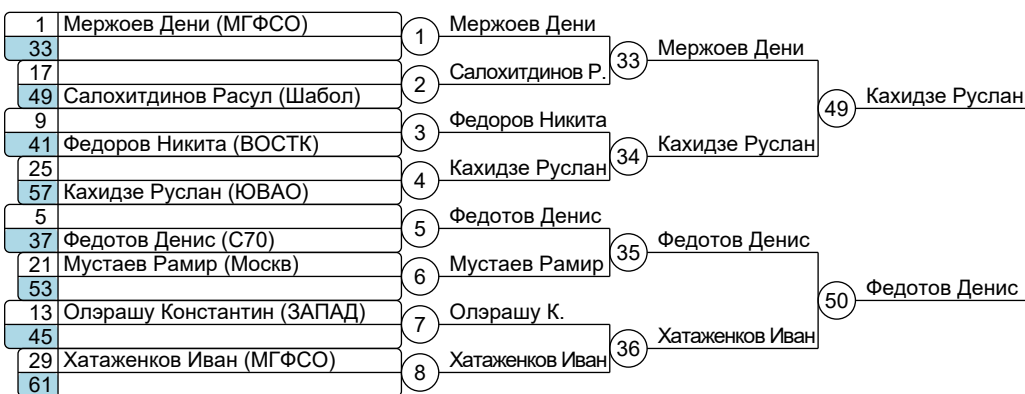 1 Мержоев Дени (МГФСО)
33
17
49 Салохитдинов Расул (Шабол)
9
41 Федоров Никита (ВОСТК)
25
57 Кахидзе Руслан (ЮВАО)
5
37 Федотов Денис (С70)
21 Мустаев Рамир (Москв)
53
13 Олэрашу Константин (ЗАПАД)
45
29 Хатаженков Иван (МГФСО)
61
1 Мержоев Дени
2 Салохитдинов Р.
3 Федоров Никита
4 Кахидзе Руслан
5 Федотов Денис
6 Мустаев Рамир
7 Олэрашу К.
8 Хатаженков Иван
33 Мержоев Дени
34 Кахидзе Руслан
35 Федотов Денис
36 Хатаженков Иван
49 Кахидзе Руслан
50 Федотов Денис